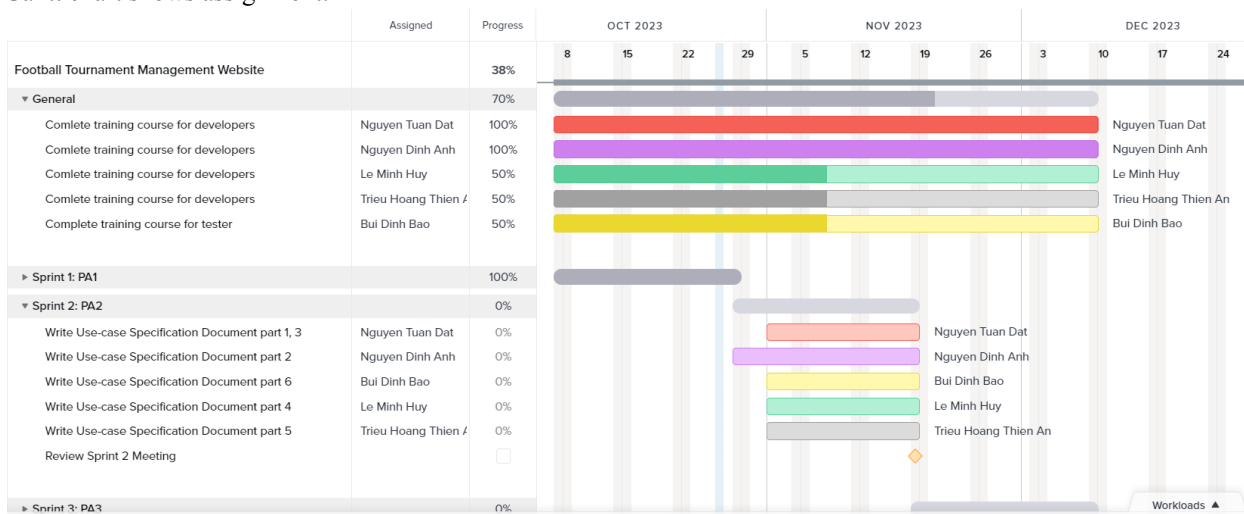 Assigned Progress OCT 2023 NOV 2023 DEC 2023
8 15 22 29 5 12 19 26 3 10 17 24
Football Tournament Management Website 38%
General 70%
Comlete training course for developers Nguyen Tuan Dat 100% Nguyen Tuan Dat
Comlete training course for developers Nguyen Dinh Anh 100% Nguyen Dinh Anh
Comlete training course for developers Le Minh Huy 50% Le Minh Huy
Comlete training course for developers Trieu Hoang Thien 50% Trieu Hoang Thien An
Complete training course for tester Bui Dinh Bao 50% Bui Dinh Bao
Sprint 1: PA1 100%
Sprint 2: PA2 0%
Write Use-case Specification Document part 1, 3 Nguyen Tuan Dat 0% Nguyen Tuan Dat
Write Use-case Specification Document part 2 Nguyen Dinh Anh 0% Nguyen Dinh Anh
Write Use-case Specification Document part 6 Bui Dinh Bao 0% Bui Dinh Bao
Write Use-case Specification Document part 4 Le Minh Huy 0% Le Minh Huy
Write Use-case Specification Document part 5 Trieu Hoang Thien 0% Trieu Hoang Thien An
Review Sprint 2 Meeting
Sprint 3: PA3 0%
Workloads